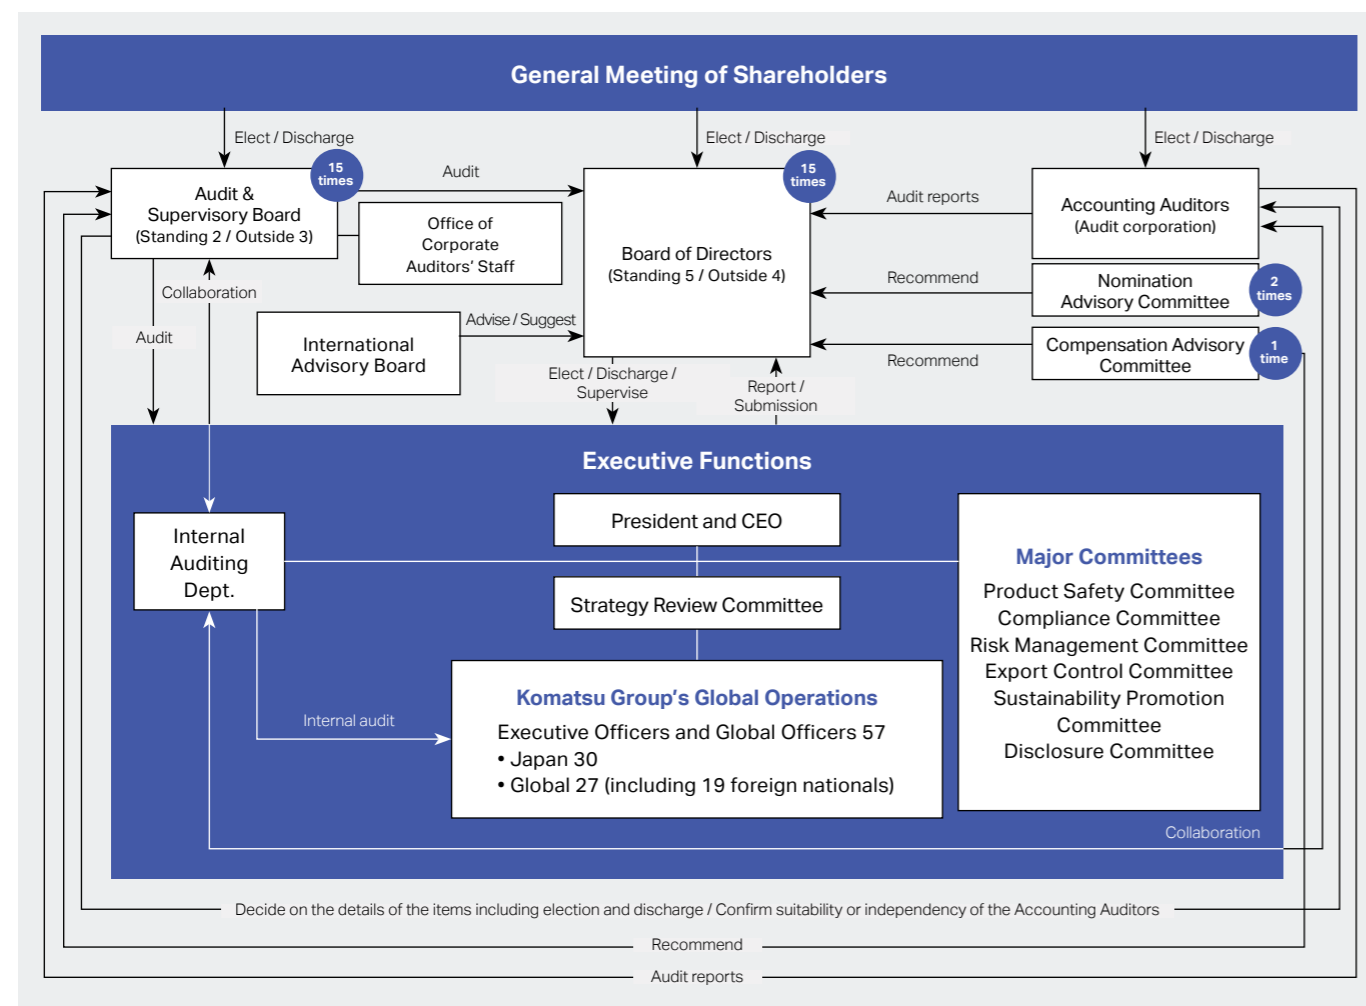 General Meeting of Shareholders
Elect / Discharge
Elect / Discharge
Elect / Discharge
15
times
Audit &
Supervisory Board
(Standing 2 / Outside 3)
Audit
Office of
Corporate
Auditors' Staff
15
times
Board of Directors
(Standing 5 / Outside 4)
Audit reports
Accounting Auditors
(Audit corporation)
Recommend
Nomination
Advisory Committee
2
times
Recommend
Compensation Advisory
Committee
1
time
Collaboration
Audit
International
Advisory Board
Advise / Suggest
Elect / Discharge /
Supervise
Report /
Submission
Executive Functions
Internal
Auditing
Dept.
President and CEO
Strategy Review Committee
Internal audit
Komatsu Group's Global Operations
Executive Officers and Global Officers 57
• Japan 30
• Global 27 (including 19 foreign nationals)
Major Committees
Product Safety Committee
Compliance Committee
Risk Management Committee
Export Control Committee
Sustainability Promotion
Committee
Disclosure Committee
Collaboration
Decide on the details of the items including election and discharge / Confirm suitability or independency of the Accounting Auditors
Recommend
Audit reports